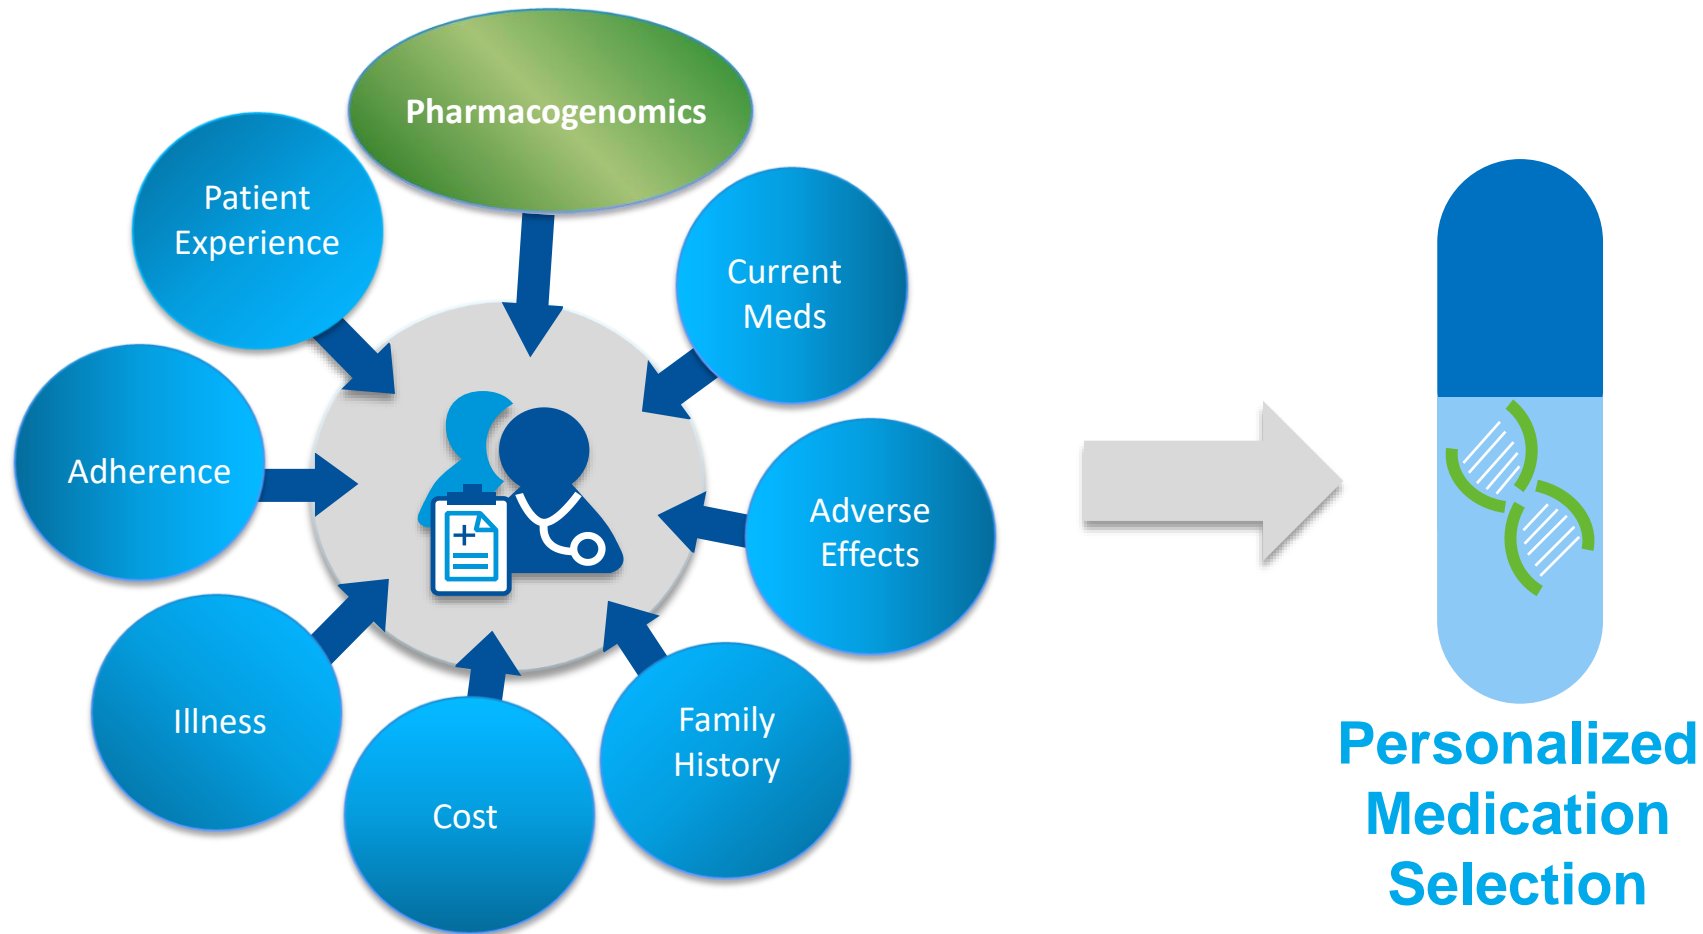 Pharmacogenomics
Patient
Experience
Current
Meds
Adherence
Adverse
Effects
Illness
Family
History
Cost
Personalized
Medication
Selection